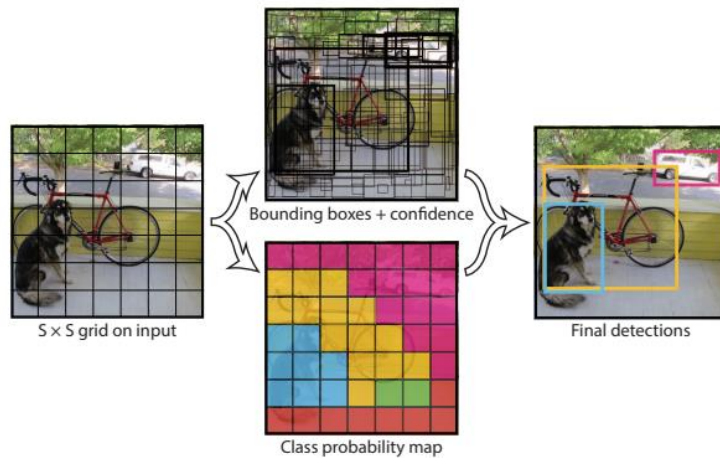 Bounding boxes + confidence
S × S grid on input
Final detections
Class probability map